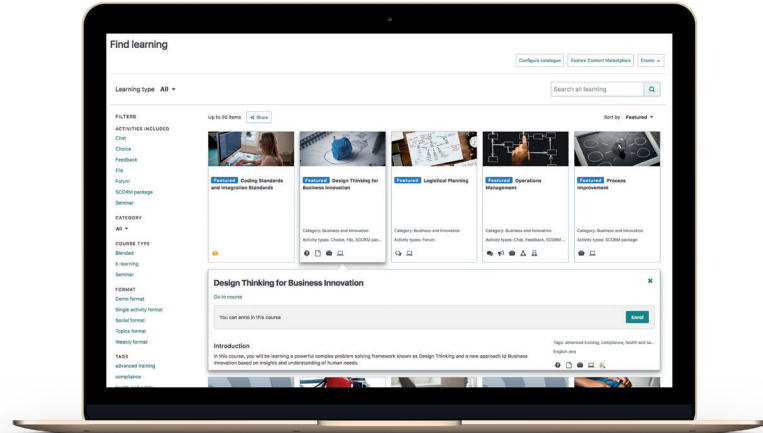 Find learning
Configure catalogue
Explore Content Marketplace
Create
Learning type All
Search all learning
FILTERS
Up to 30 items
Share
Sort by Featured
ACTIVITIES INCLUDED
Chat
Choice
Feedback
File
Forum
SCORM package
Seminar
CATEGORY
All
COURSE TYPE
Blended
E-learning
Seminar
FORMAT
Demo format
Single activity format
Social format
Topics format
Weekly format
TAGS
advanced training
compliance
Featured Coding Standards
and Integration Standards
Featured Design Thinking for
Business Innovation
Category: Business and Innovation
Activity types: Choice, File, SCORM pac...
Featured Logistical Planning
Category: Business and Innovation
Activity types: Forum
Featured Operations
Management
Category: Business and Innovation
Activity types: Chat, Feedback, SCORM ...
Featured Process
Improvement
Category: Business and Innovation
Activity types: SCORM package
Design Thinking for Business Innovation
Go to course
You can enrol in this course
Enrol
Introduction
In this course, you will be learning a powerful complex problem solving framework known as Design Thinking and a new approach to Business
Innovation based on insights and understanding of human needs.
Tags: advanced training, compliance, health and sa...
English (en)